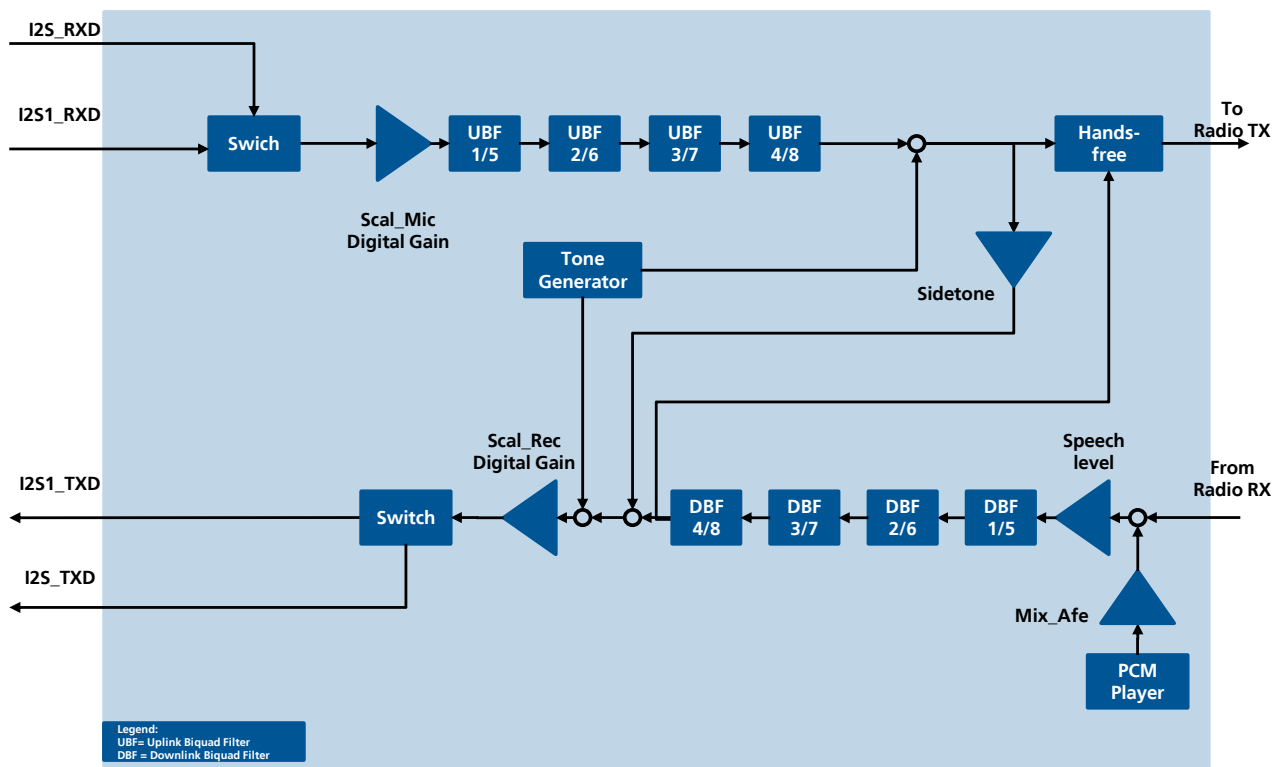 I2S_RXD
I2S1_RXD
Swich
UBF
1/5
UBF
2/6
UBF
3/7
UBF
4/8
Hands-
free
To
Radio TX
Scal_Mic
Digital Gain
Tone
Generator
Sidetone
Scal_Rec
Digital Gain
Speech
level
From
Radio RX
I2S1_TXD
Switch
DBF
4/8
DBF
3/7
DBF
2/6
DBF
1/5
I2S_TXD
Mix_Afe
PCM
Player
Legend:
UBF= Uplink Biquad Filter
DBF = Downlink Biquad Filter